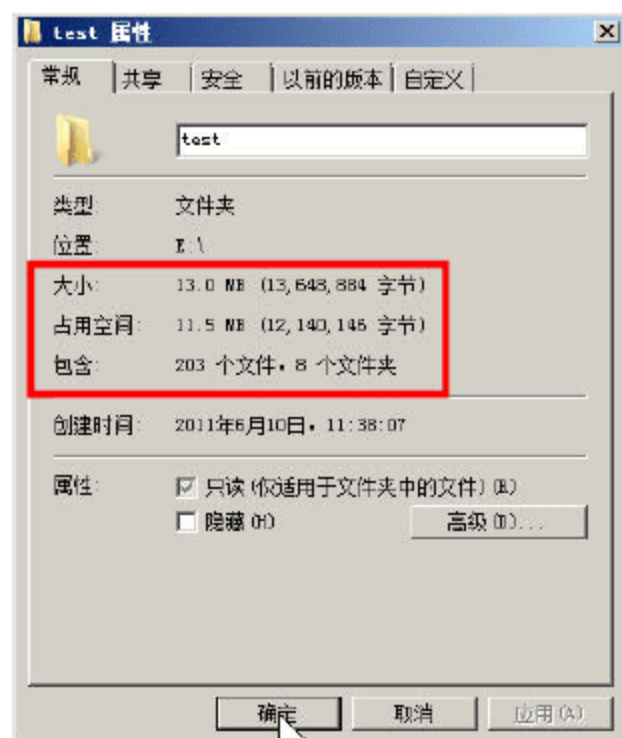 test 属性
常规 共享 安全 以前的版本 自定义
test
类型: 文件夹
位置: E:\
大小: 13.0 MB (13,648,884 字节)
占用空间: 11.5 MB (12,140,146 字节)
包含: 203 个文件，8 个文件夹
创建时间: 2011年6月10日，11:38:07
属性: 只读(仅适用于文件夹中的文件)(R)
隐藏(H) 高级(D)...
确定 取消 应用(A)